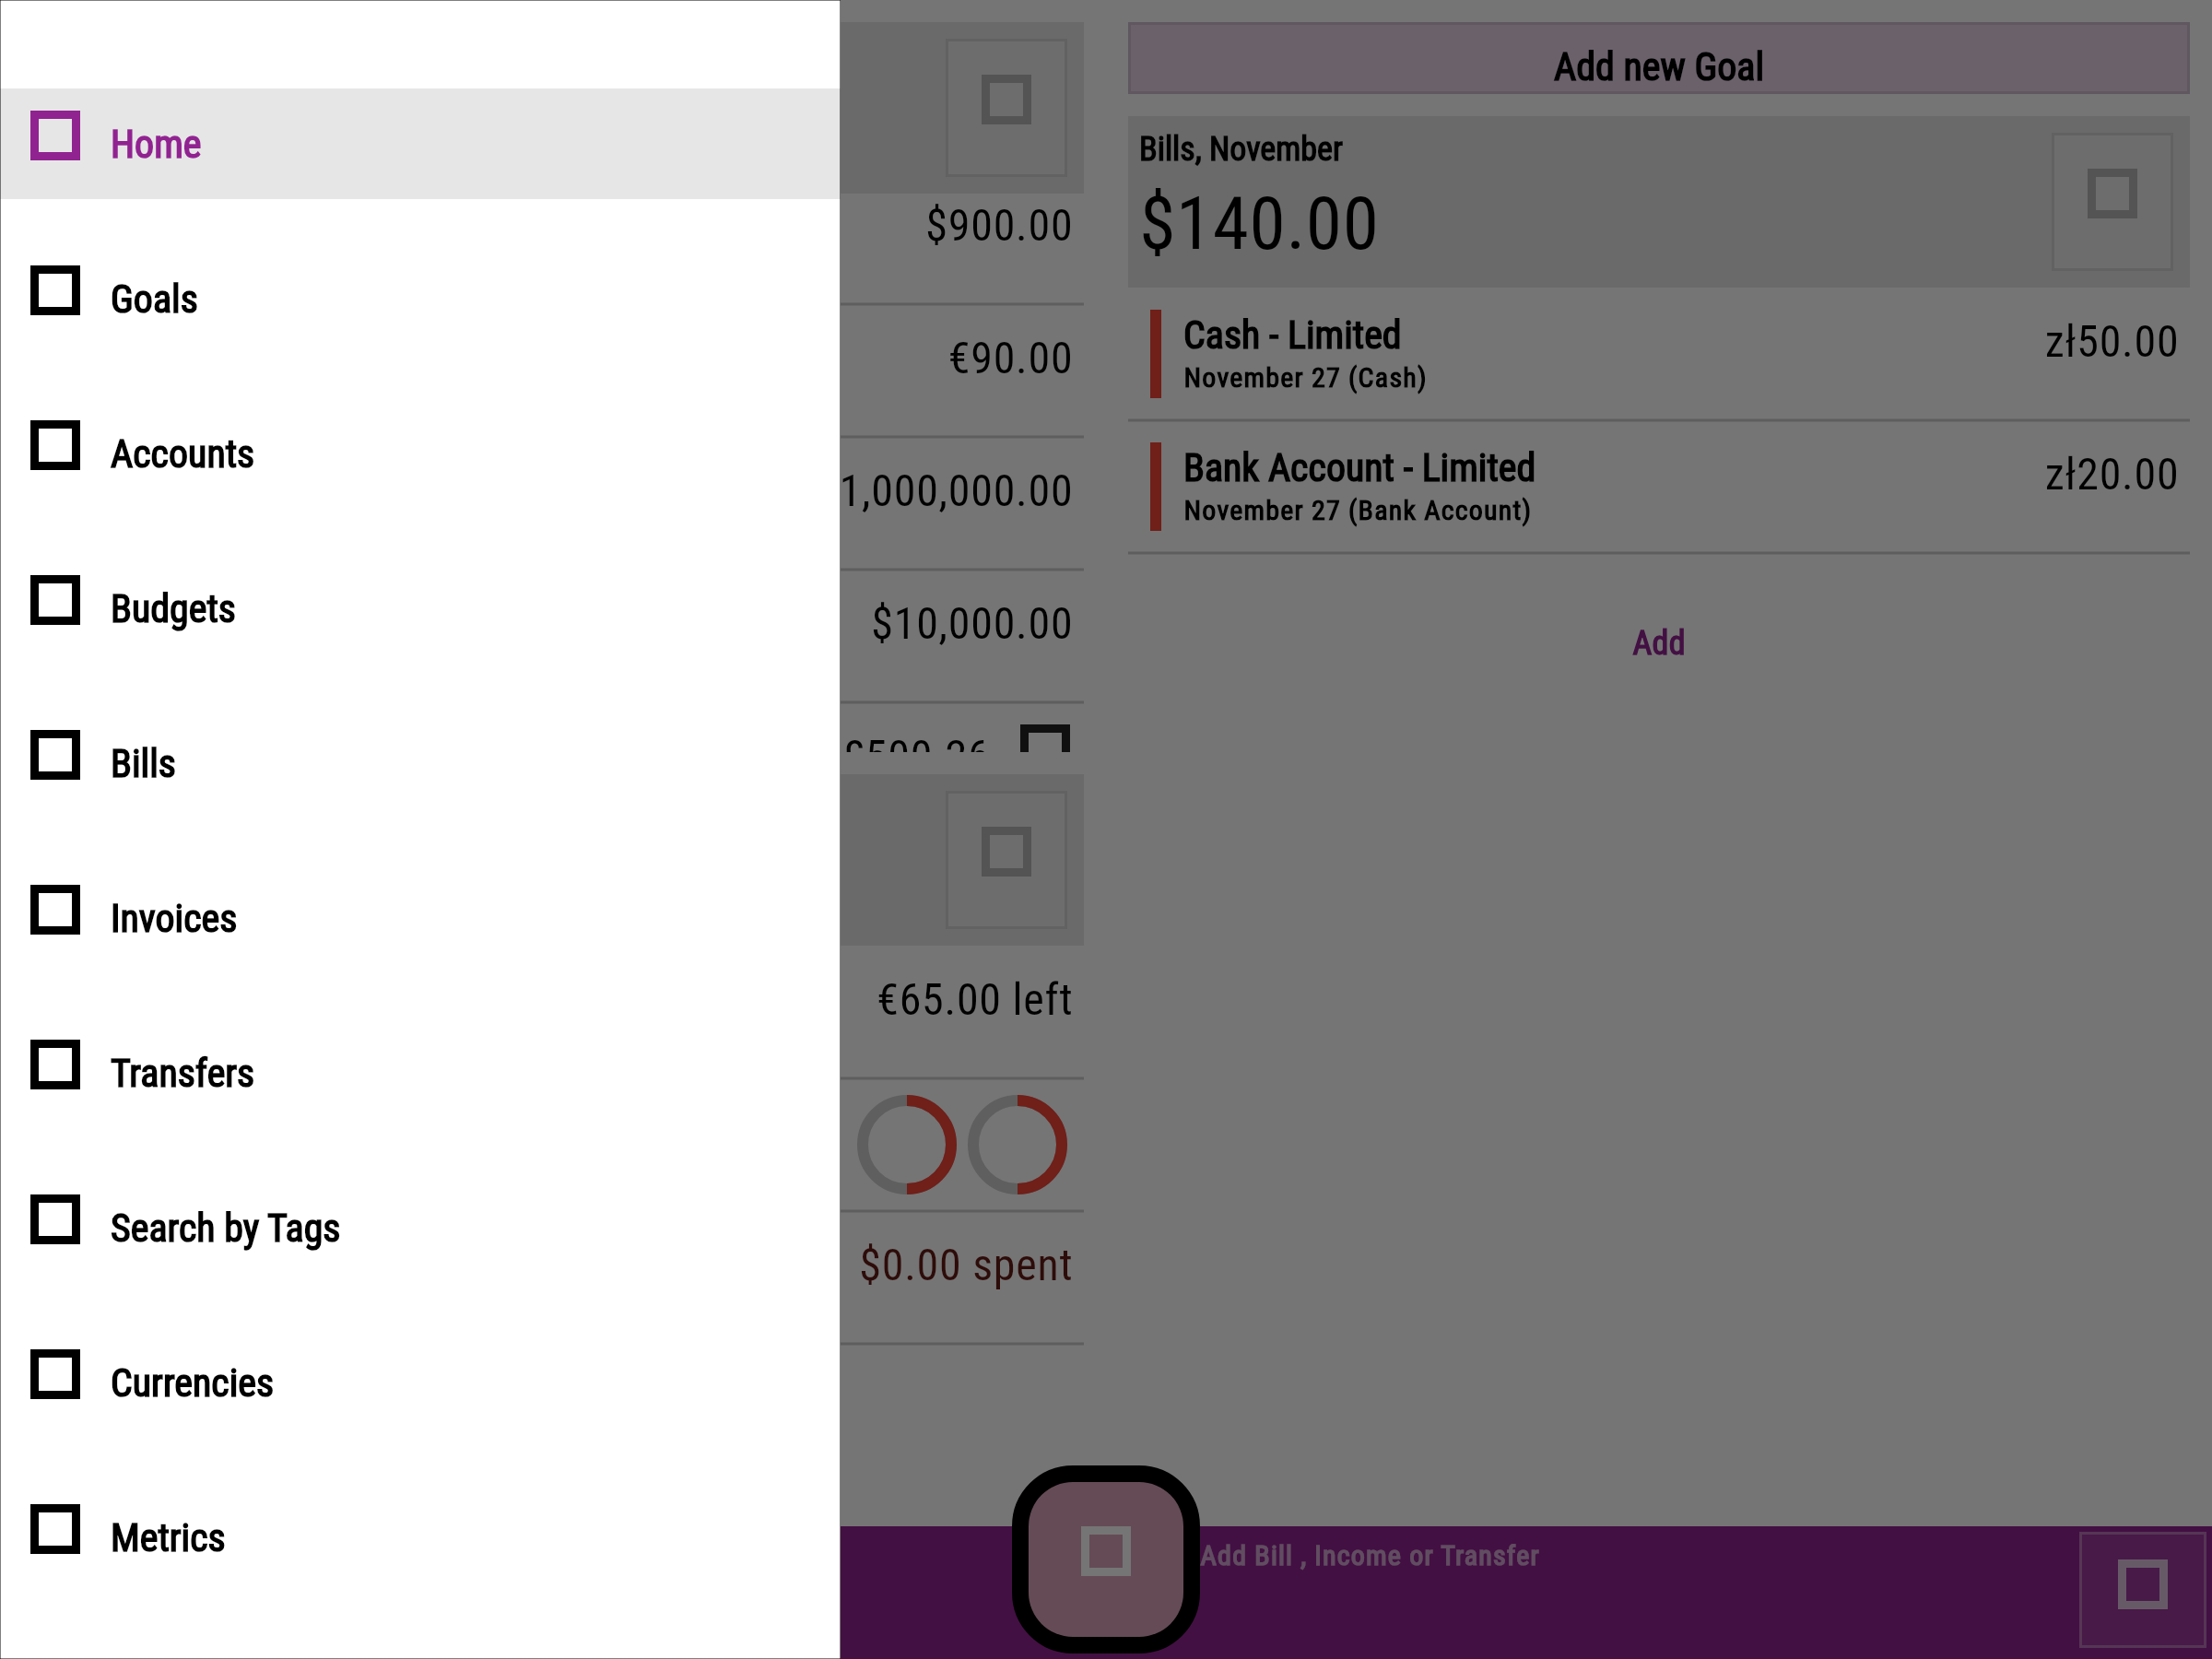 Home
Goals
Accounts
Budgets
Bills
Invoices
Transfers
Search by Tags
Currencies
Metrics
$900.00
€90.00
1,000,000.00
$10,000.00
€65.00 left
$0.00 spent
Add new Goal
Bills, November
$140.00
Cash - Limited
zł50.00
November 27 (Cash)
Bank Account - Limited
zł20.00
November 27 (Bank Account)
Add
Add Bill , Income or Transfer